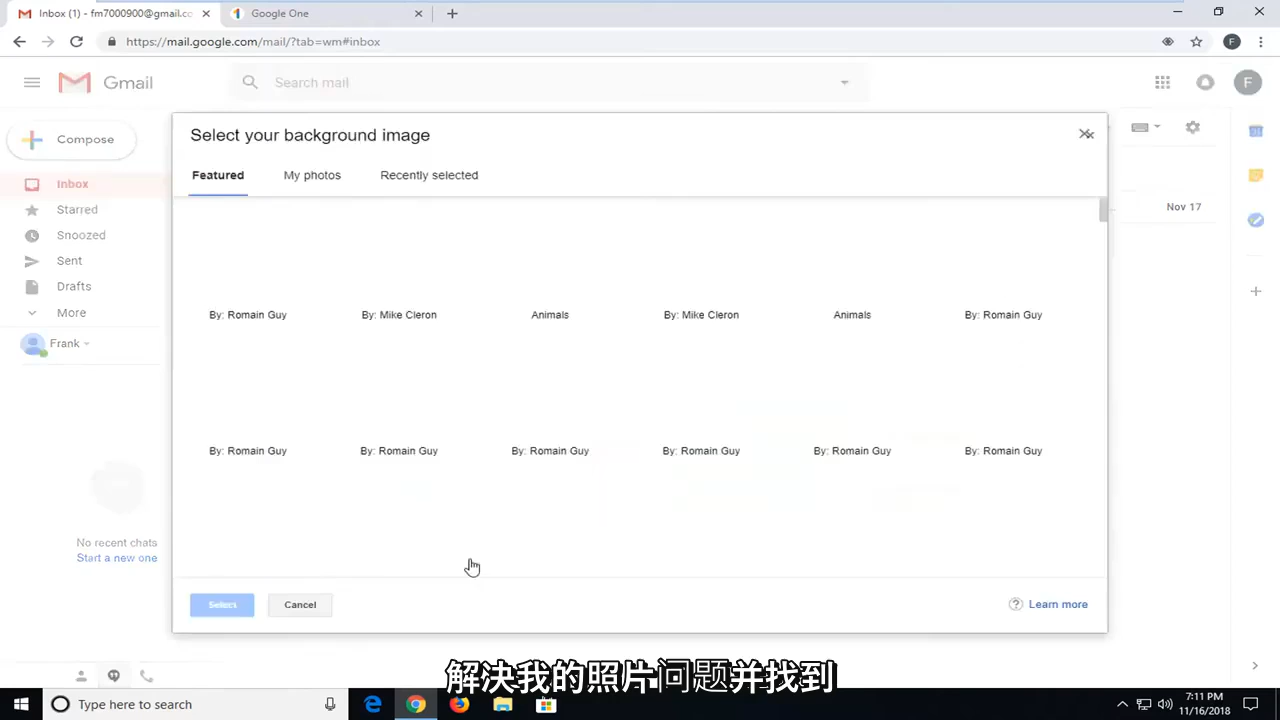 Inbox (1) - fm7000900@gmail.co
Google One
https://mail.google.com/mail/?tab=wm#inbox
F
Gmail
Search mail
F
Compose
Select your background image
Featured
My photos
Recently selected
Inbox
Starred
Snoozed
Sent
Drafts
More
Frank
Nov 17
By: Romain Guy
By: Mike Cleron
Animals
By: Mike Cleron
Animals
By: Romain Guy
By: Romain Guy
By: Romain Guy
By: Romain Guy
By: Romain Guy
By: Romain Guy
By: Romain Guy
No recent chats
Start a new one
Select
Cancel
Learn more
解决我的照片问题并找到
Type here to search
7:11 PM
11/16/2018